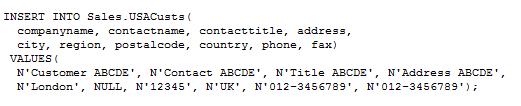 INSERT INTO Sales.USACusts(
companyname, contactname, contacttitle, address,
city, region, postalcode, country, phone, fax)
VALUES(
N'Customer ABCDE', N'Contact ABCDE', N'Title ABCDE', N'Address ABCDE',
N'London', NULL, N'12345', N'UK', N'012-3456789', N'012-3456789');